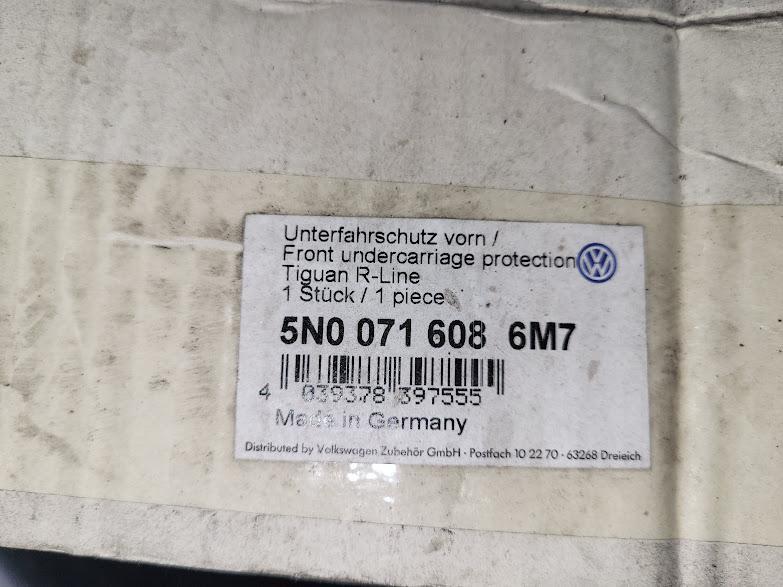 Unterfahrschutz vorn /
Front undercarriage protection
Tiguan R-Line
1 Stück / 1 piece
5N0 071 608 6M7
4 039378 397555
Made in Germany
Distributed by Volkswagen Zubehör GmbH · Postfach 10 22 70 · 63268 Dreieich